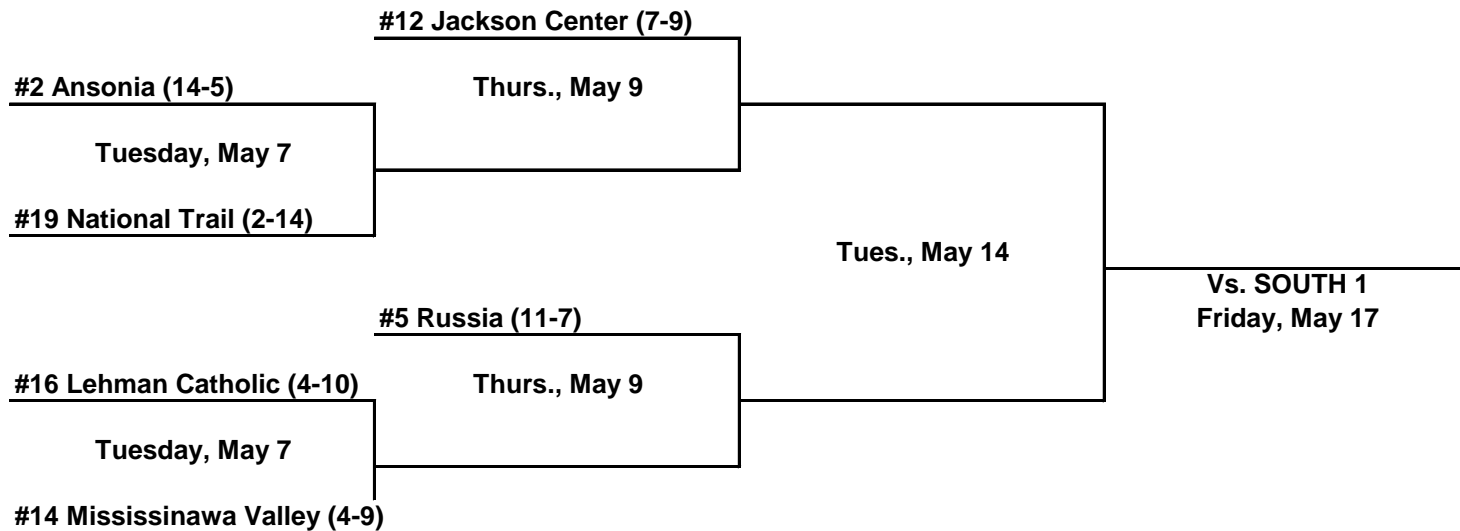 #12 Jackson Center (7-9)
#2 Ansonia (14-5)
Thurs., May 9
Tuesday, May 7
#19 National Trail (2-14)
Tues., May 14
Vs. SOUTH 1
Friday, May 17
#5 Russia (11-7)
#16 Lehman Catholic (4-10)
Thurs., May 9
Tuesday, May 7
#14 Mississinawa Valley (4-9)